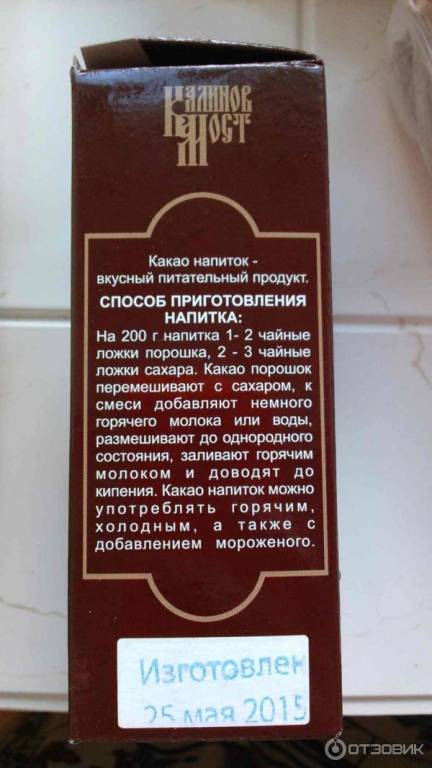 Калинов
Мост
Какао напиток -
вкусный питательный продукт.
СПОСОБ ПРИГОТОВЛЕНИЯ
НАПИТКА:
На 200 г напитка 1- 2 чайные
ложки порошка, 2 - 3 чайные
ложки сахара. Какао порошок
перемешивают с сахаром, к
смеси добавляют немного
горячего молока или воды,
размешивают до однородного
состояния, заливают горячим
молоком и доводят до
кипения. Какао напиток можно
употреблять горячим,
холодным, а также с
добавлением мороженого.
Изготовлен
25 мая 2015
ОТЗОВИК